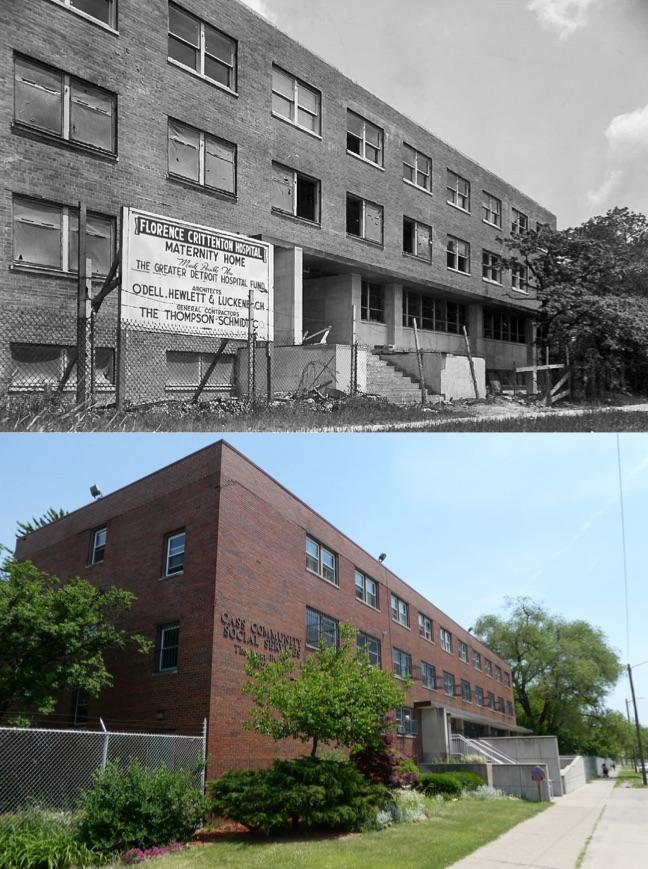 FLORENCE CRITTENTON HOSPITAL
MATERNITY HOME
Made Possible Thru
THE GREATER DETROIT HOSPITAL FUND
ARCHITECTS
ODELL, HEWLETT & LUCKENBACH
GENERAL CONTRACTORS
THE THOMPSON-SCHMIDT
CASS COMMUNITY
SOCIAL SERVICES